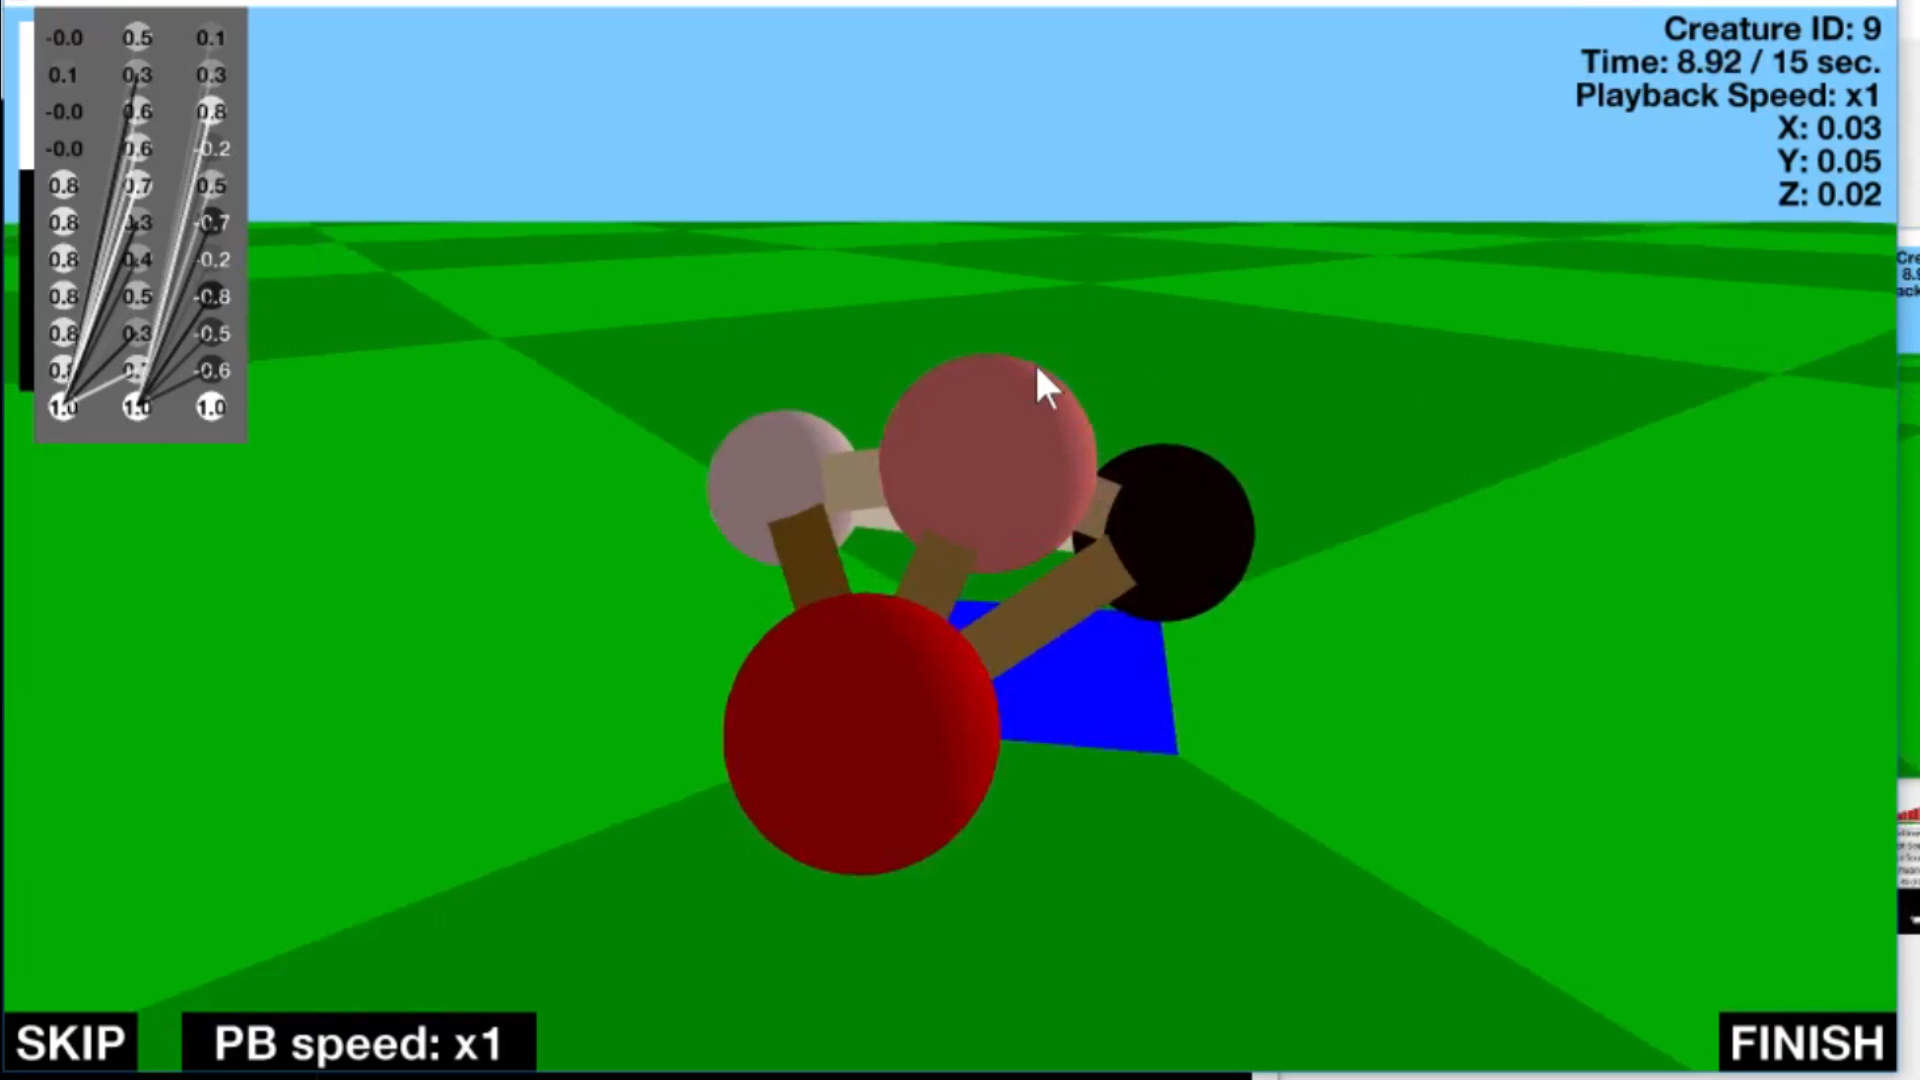 -0.0 0.5 0.1
0.1 0.3 0.3
-0.0 0.6 0.8
-0.0 0.6 -0.2
0.8 0.7 0.5
0.8 0.3 -0.7
0.8 0.4 -0.2
0.8 0.5 -0.8
0.8 0.3 -0.5
-0.6
1.0 1.0 1.0
Creature ID: 9
Time: 8.92 / 15 sec.
Playback Speed: x1
X: 0.03
Y: 0.05
Z: 0.02
SKIP
PB speed: x1
FINISH